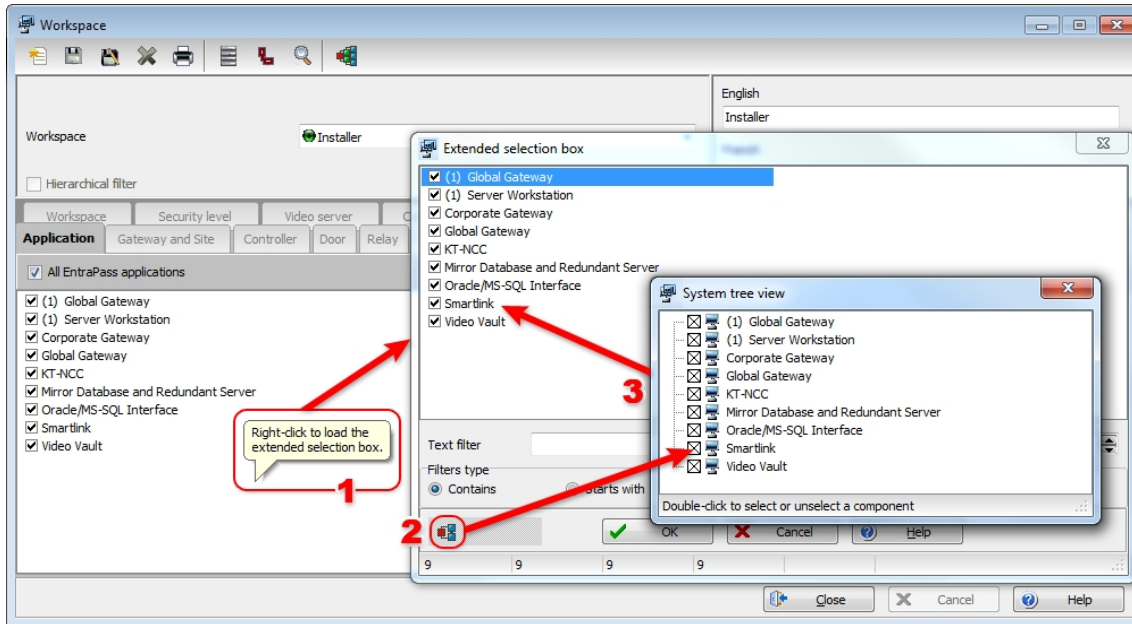 Workspace
English
Installer
Workspace
Installer
Hierarchical filter
Workspace
Security level
Video server
Application
Gateway and Site
Controller
Door
Relay
All EntraPass applications
(1) Global Gateway
(1) Server Workstation
Corporate Gateway
Global Gateway
KT-NCC
Mirror Database and Redundant Server
Oracle/MS-SQL Interface
Smartlink
Video Vault
Right-click to load the
extended selection box.
1
Extended selection box
(1) Global Gateway
(1) Server Workstation
Corporate Gateway
Global Gateway
KT-NCC
Mirror Database and Redundant Server
Oracle/MS-SQL Interface
Smartlink
Video Vault
3
Text filter
Filters type
Contains
Starts with
2
OK
Cancel
Help
9 9 9 9
System tree view
(1) Global Gateway
(1) Server Workstation
Corporate Gateway
Global Gateway
KT-NCC
Mirror Database and Redundant Server
Oracle/MS-SQL Interface
Smartlink
Video Vault
Double-click to select or unselect a component
Close
Cancel
Help